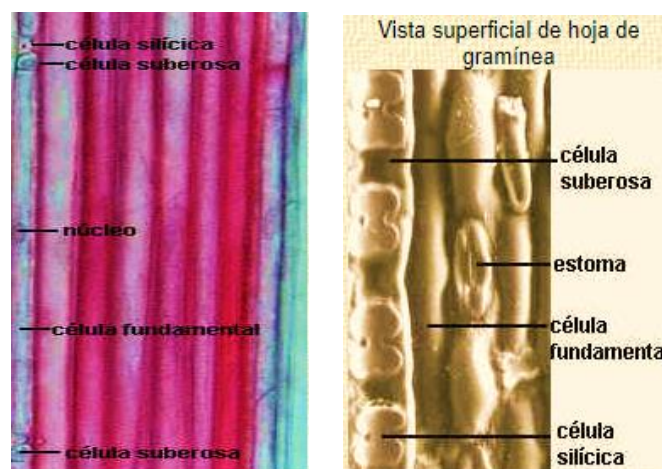 célula silícica
célula suberosa
núcleo
célula fundamental
célula suberosa
Vista superficial de hoja de
gramínea
célula
suberosa
estoma
célula
fundamenta
célula
silícica